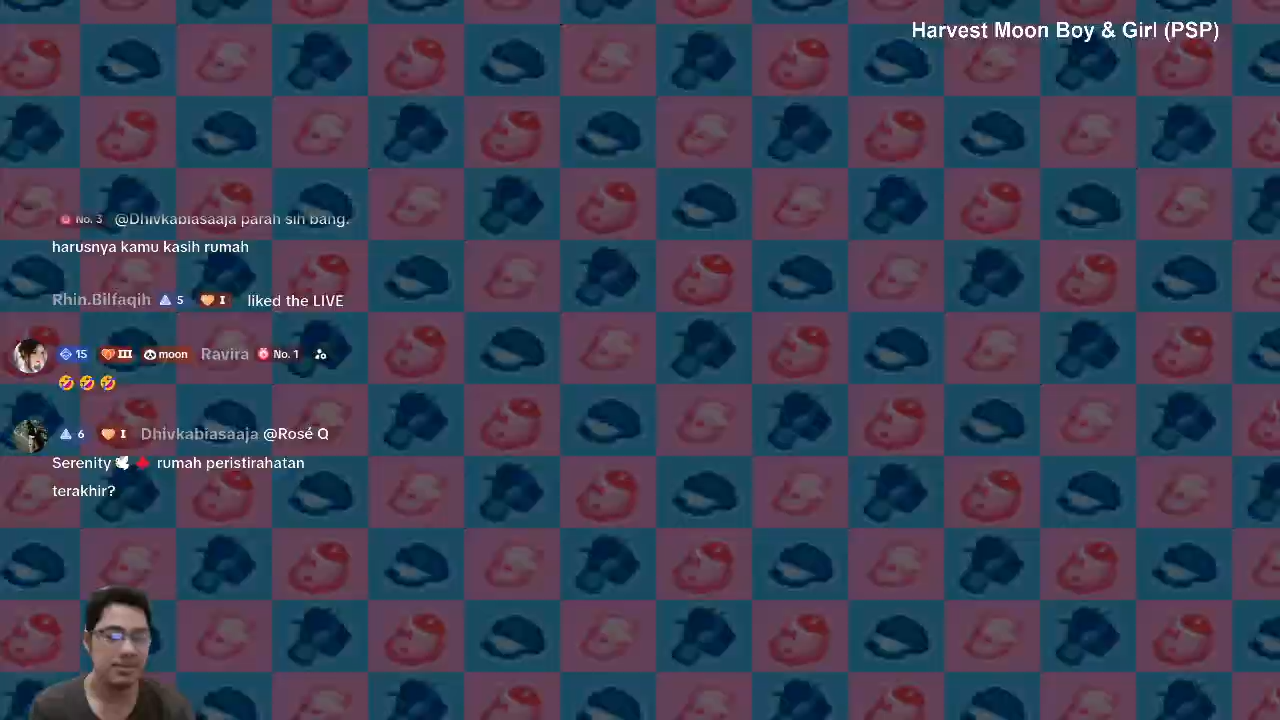 Harvest Moon Boy & Girl (PSP)
No. 3 @Dhivkabiasaaja parah sih bang.
harusnya kamu kasih rumah
Rhin.Bilfaqih 5 I liked the LIVE
15 III moon Ravira No. 1
🤣🤣🤣
6 I Dhivkabiasaaja @Rosé Q
Serenity🕊️🍁 rumah peristirahatan
terakhir?